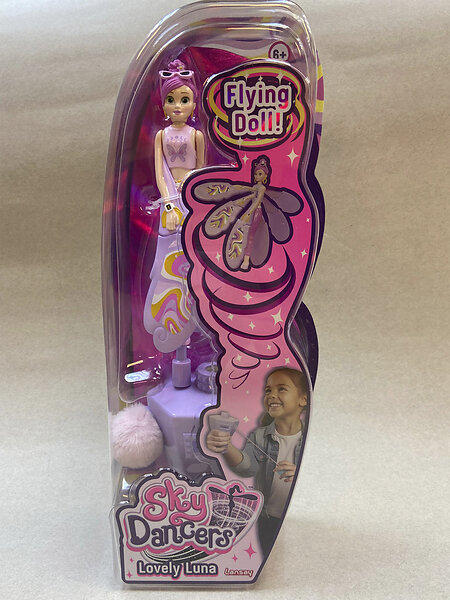 6+
Flying
Doll!
Sky
Dancers
Lovely Luna
Lansay